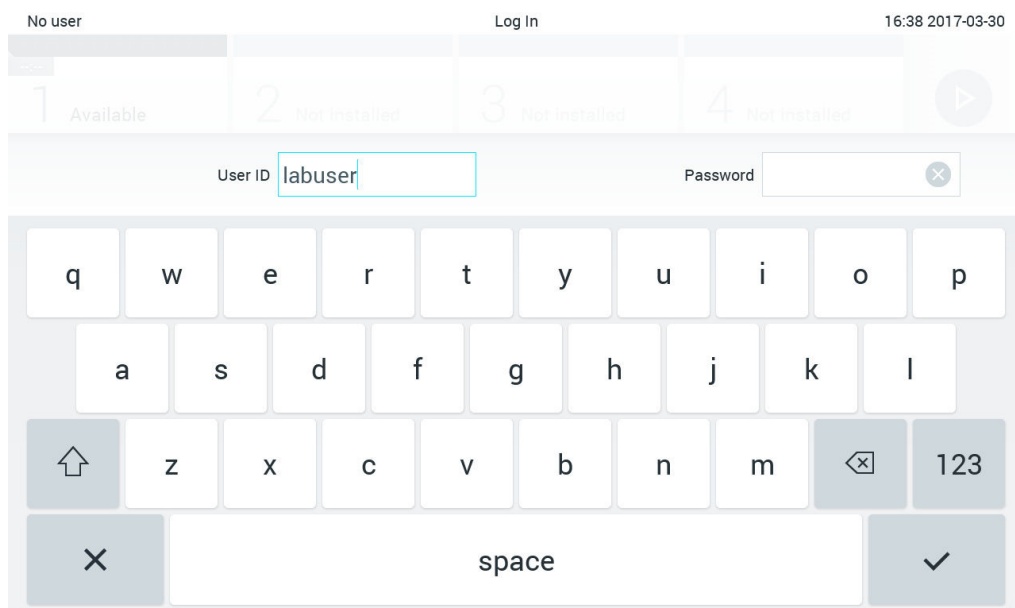 No user Log In 16:38 2017-03-30
--:--
1 Available 2 Not Installed 3 Not Installed 4 Not Installed
User ID labuser Password
q w e r t y u i o p
a s d f g h j k l
z x c v b n m 123
space